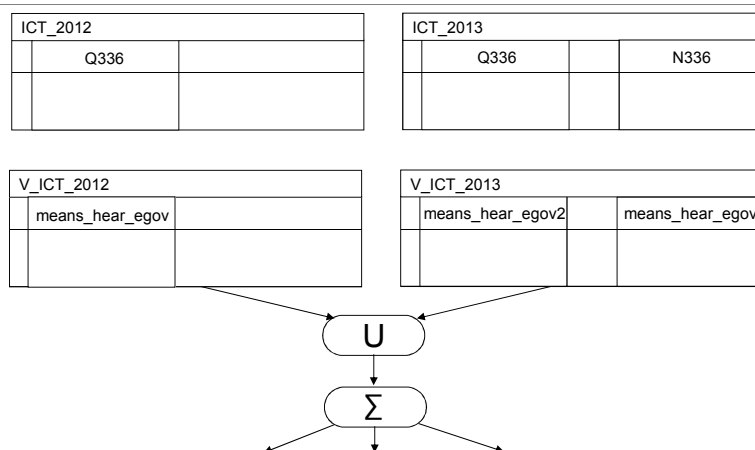 ICT_2012
Q336
ICT_2013
Q336 N336
V_ICT_2012
means_hear_egov
V_ICT_2013
means_hear_egov2 means_hear_egov
U
Σ